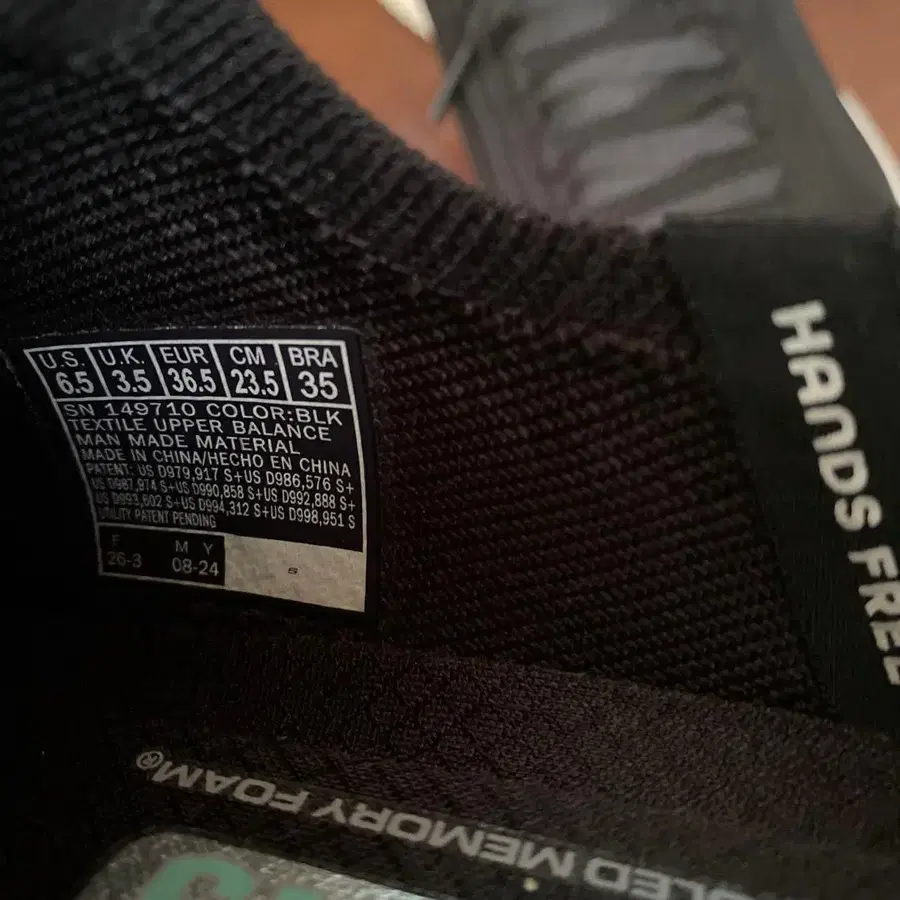 U.S. U.K. EUR CM BRA
6.5 3.5 36.5 23.5 35
SN 149710 COLOR:BLK
TEXTILE UPPER BALANCE
MAN MADE MATERIAL
MADE IN CHINA/HECHO EN CHINA
PATENT: US D979,917 S+US D986,576 S+
US D987,974 S+US D990,858 S+US D992,888 S+
US D993,602 S+US D994,312 S+US D998,951 S
UTILITY PATENT PENDING
F M Y
26-3 08-24
HANDS FREE
MEMORY FOAM®